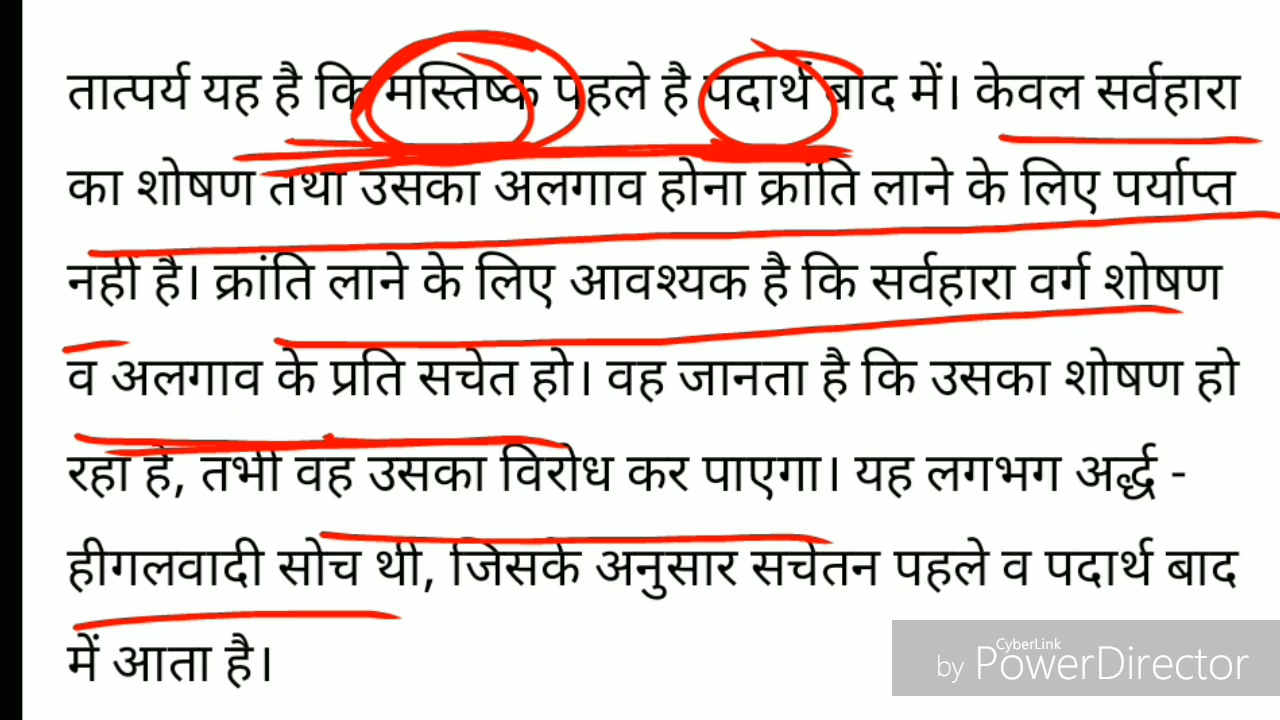 तात्पर्य यह है कि मस्तिष्क पहले है पदार्थ बाद में। केवल सर्वहारा
का शोषण तथा उसका अलगाव होना क्रांति लाने के लिए पर्याप्त
नहीं है। क्रांति लाने के लिए आवश्यक है कि सर्वहारा वर्ग शोषण
व अलगाव के प्रति सचेत हो। वह जानता है कि उसका शोषण हो
रहा है, तभी वह उसका विरोध कर पाएगा। यह लगभग अर्द्ध -
हीगलवादी सोच थी, जिसके अनुसार सचेतन पहले व पदार्थ बाद
में आता है।
CyberLink
by PowerDirector